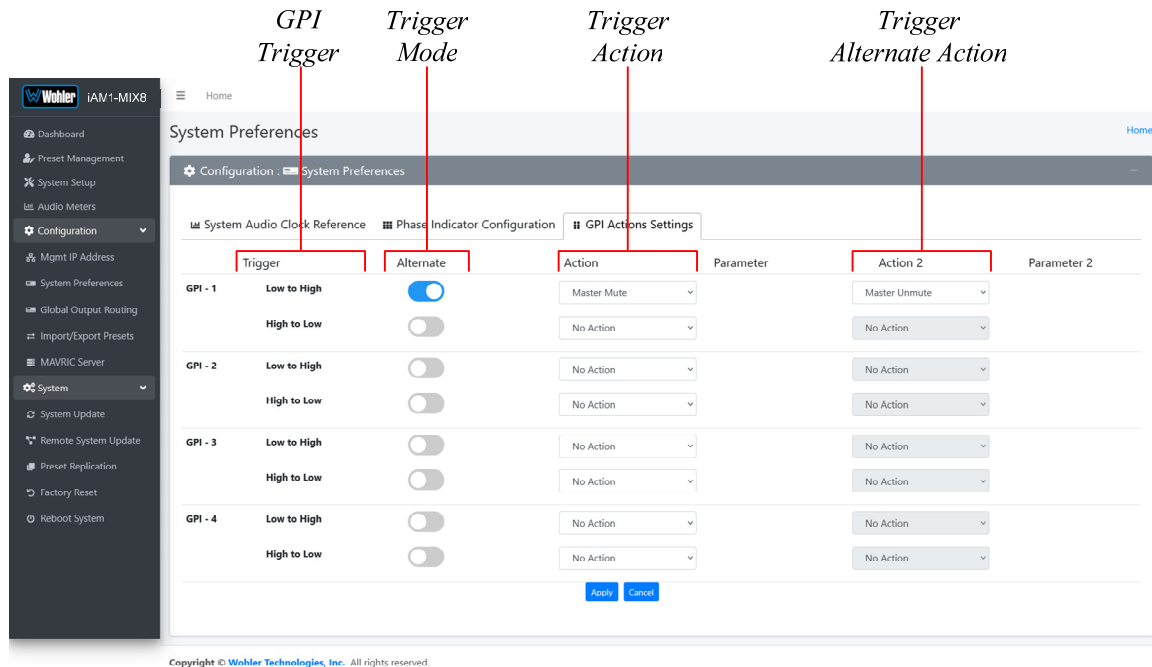 GPI Trigger
Trigger Mode
Trigger Action
Trigger Alternate Action
Wohler iAM1-MIX8
Home
Dashboard
Preset Management
System Setup
Audio Meters
Configuration
Mgmt IP Address
System Preferences
Global Output Routing
Import/Export Presets
MAVRIC Server
System
System Update
Remote System Update
Preset Replication
Factory Reset
Reboot System
System Preferences
Home
Configuration : System Preferences
System Audio Clock Reference Phase Indicator Configuration GPI Actions Settings
Trigger Alternate Action Parameter Action 2 Parameter 2
GPI - 1 Low to High Master Mute Master Unmute
High to Low No Action No Action
GPI - 2 Low to High No Action No Action
High to Low No Action No Action
GPI - 3 Low to High No Action No Action
High to Low No Action No Action
GPI - 4 Low to High No Action No Action
High to Low No Action No Action
Apply Cancel
Copyright © Wohler Technologies, Inc. All rights reserved.